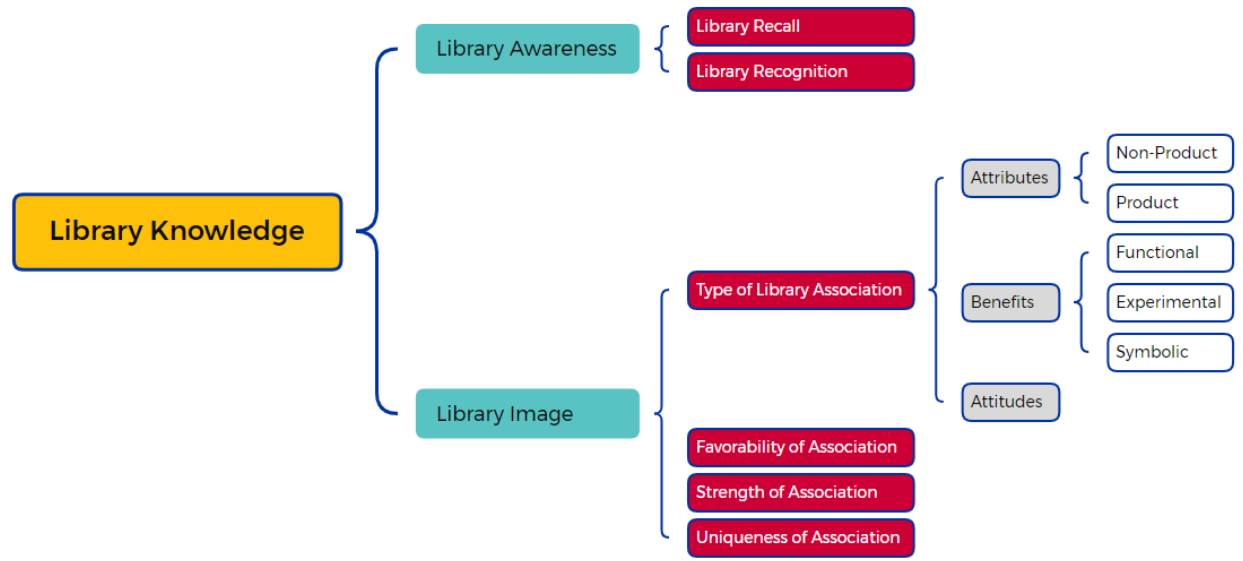 Library Knowledge
Library Awareness
Library Recall
Library Recognition
Library Image
Type of Library Association
Attributes
Non-Product
Product
Benefits
Functional
Experimental
Symbolic
Attitudes
Favorability of Association
Strength of Association
Uniqueness of Association